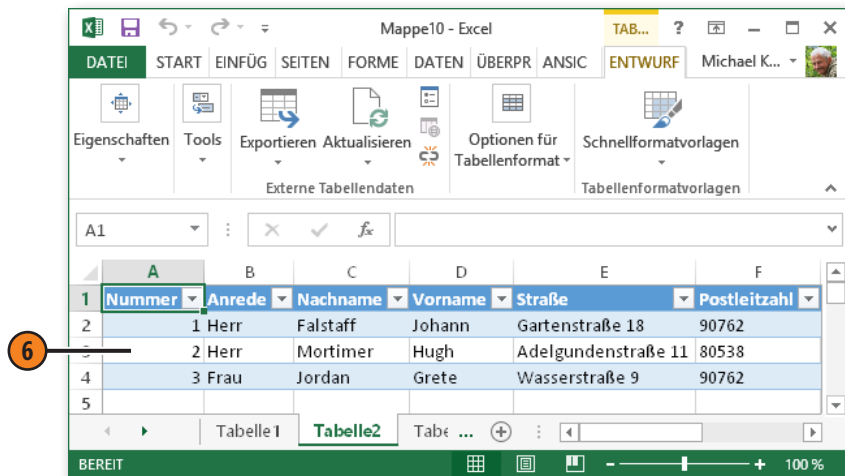 Mappe10 - Excel TAB... ?
DATEI START EINFÜG SEITEN FORME DATEN ÜBERPR ANSIC ENTWURF Michael K...
Eigenschaften Tools Exportieren Aktualisieren Optionen für Tabellenformat Schnellformatvorlagen
Externe Tabellendaten Tabellenformatvorlagen
A1 fx
A B C D E F
1 Nummer Anrede Nachname Vorname Straße Postleitzahl
2 1 Herr Falstaff Johann Gartenstraße 18 90762
2 Herr Mortimer Hugh Adelgundenstraße 11 80538
4 3 Frau Jordan Grete Wasserstraße 9 90762
5
6
Tabelle1 Tabelle2 Tabe ...
BEREIT 100 %